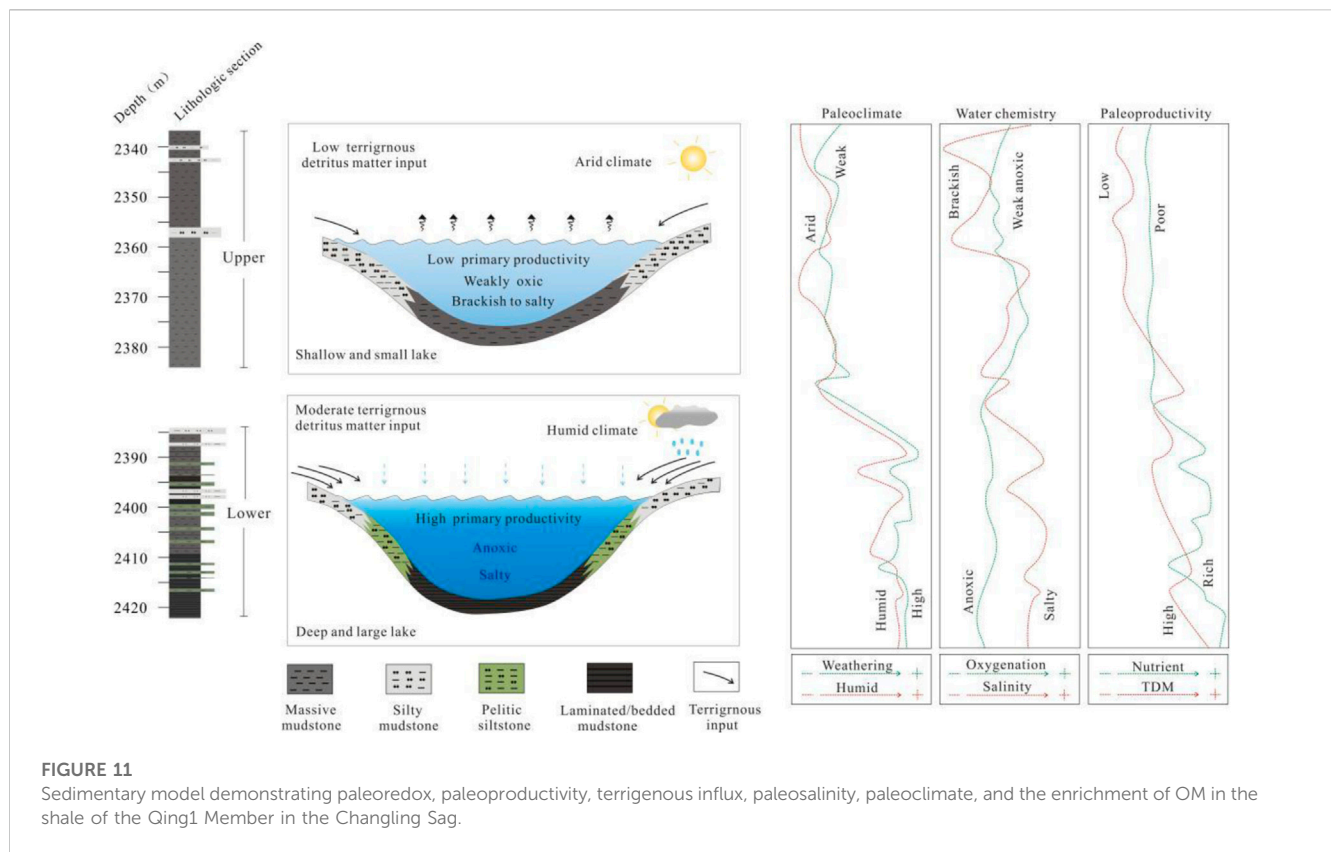 Depth (m)
Lithologic section
2340
2350
2360
2370
2380
Upper
2390
2400
2410
2420
Lower
Low terrigrnous
detritus matter input
Arid climate
Low primary productivity
Weakly oxic
Brackish to salty
Shallow and small lake
Moderate terrigrnous
detritus matter input
Humid climate
High primary productivity
Anoxic
Salty
Deep and large lake
Massive
mudstone
Silty
mudstone
Pelitic
siltstone
Laminated/bedded
mudstone
Terrigrnous
input
Paleoclimate
Water chemistry
Paleoproductivity
Weak
Arid
Humid
High
Brackish
Weak anoxic
Anoxic
Salty
Low
Poor
High
Rich
− Weathering +
− Humid +
− Oxygenation +
− Salinity +
− Nutrient +
− TDM +
FIGURE 11
Sedimentary model demonstrating paleoredox, paleoproductivity, terrigenous influx, paleosalinity, paleoclimate, and the enrichment of OM in the
shale of the Qing1 Member in the Changling Sag.